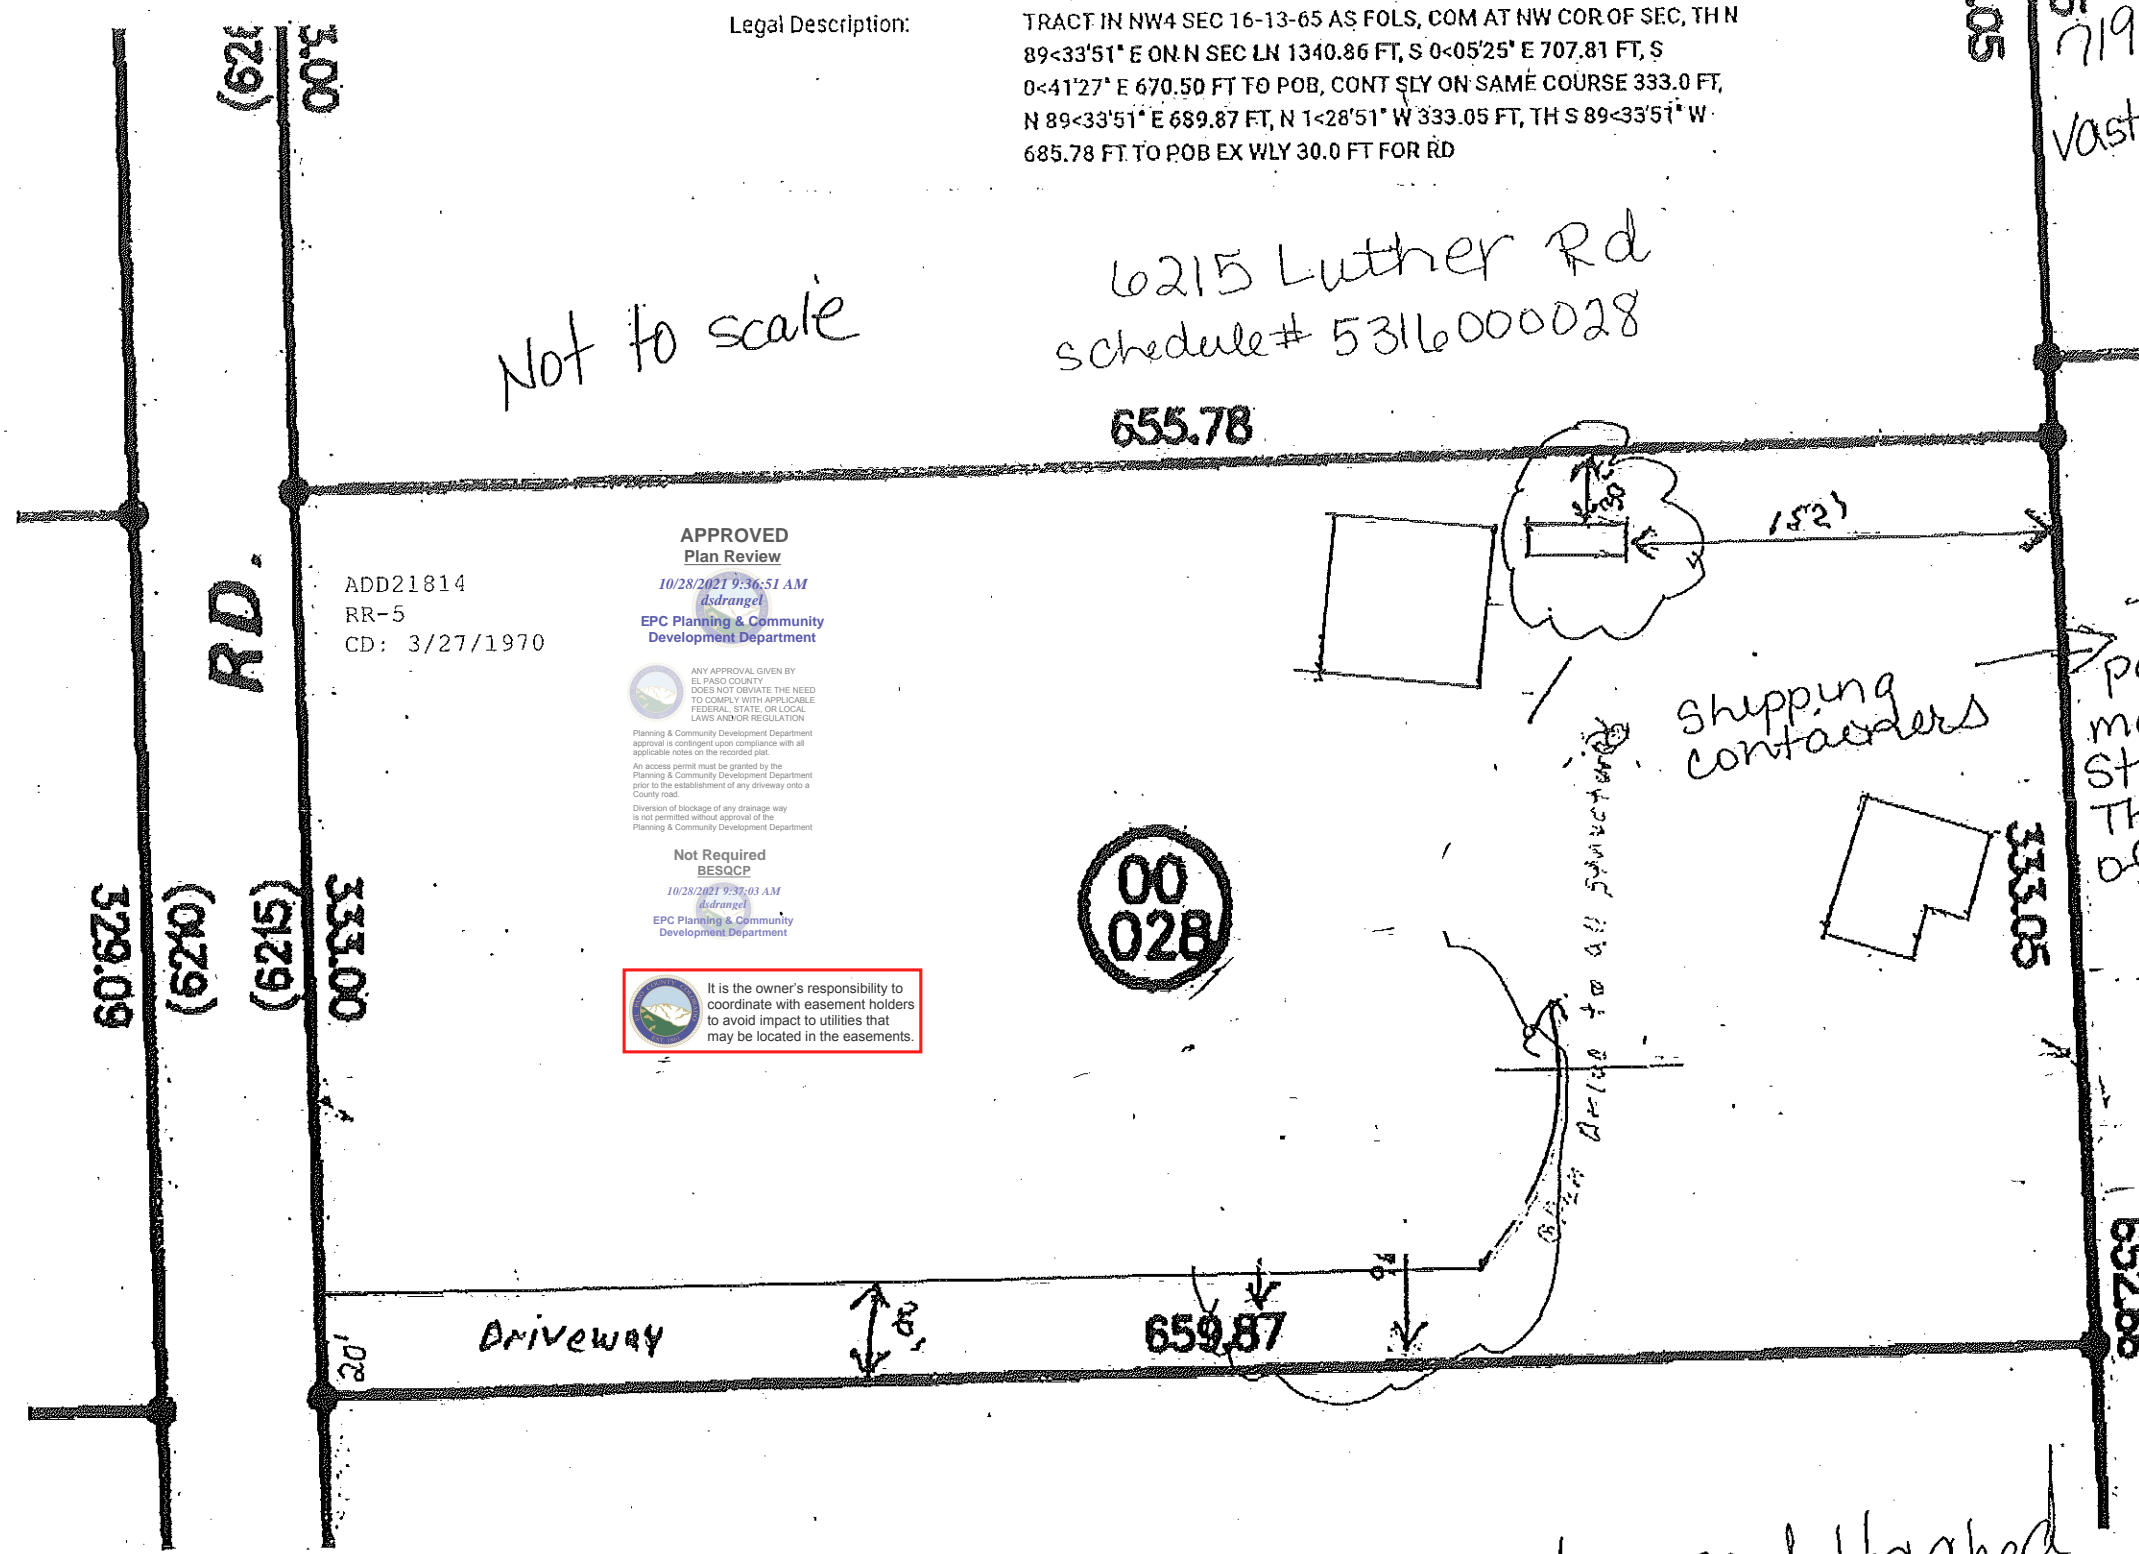 Legal Description:
TRACT IN NW4 SEC 16-13-65 AS FOLS, COM AT NW COR OF SEC, TH N
89<33'51" E ON N SEC LN 1340.86 FT, S 0<05'25" E 707.81 FT, S
0<41'27" E 670.50 FT TO POB, CONT SLY ON SAME COURSE 333.0 FT,
N 89<33'51" E 689.87 FT, N 1<28'51" W 333.05 FT, TH S 89<33'51" W
685.78 FT TO POB EX WLY 30.0 FT FOR RD
.05
719
3.00
Not to scale
6215 Luther Rd
schedule# 5316000028
655.78
30'
152'
RD.
ADD21814
RR-5
CD: 3/27/1970
APPROVED
Plan Review
10/28/2021 9:36:51 AM
dsdrangel
EPC Planning & Community
Development Department
ANY APPROVAL GIVEN BY
EL PASO COUNTY
DOES NOT OBVIATE THE NEED
TO COMPLY WITH APPLICABLE
FEDERAL, STATE, OR LOCAL
LAWS AND/OR REGULATION
Planning & Community Development Department
approval is contingent upon compliance with all
applicable notes on the recorded plat.
An access permit must be granted by the
Planning & Community Development Department
prior to the establishment of any driveway onto a
County road.
Diversion of blockage of any drainage way
is not permitted without approval of the
Planning & Community Development Department
Not Required
BESQCP
10/28/2021 9:37:03 AM
dsdrangel
EPC Planning & Community
Development Department
It is the owner's responsibility to
coordinate with easement holders
to avoid impact to utilities that
may be located in the easements.
shipping
containers
00
028
329.09
(6210)
(6215)
333.00
333.05
to all structures
Driveway
20'
659.87
652.66